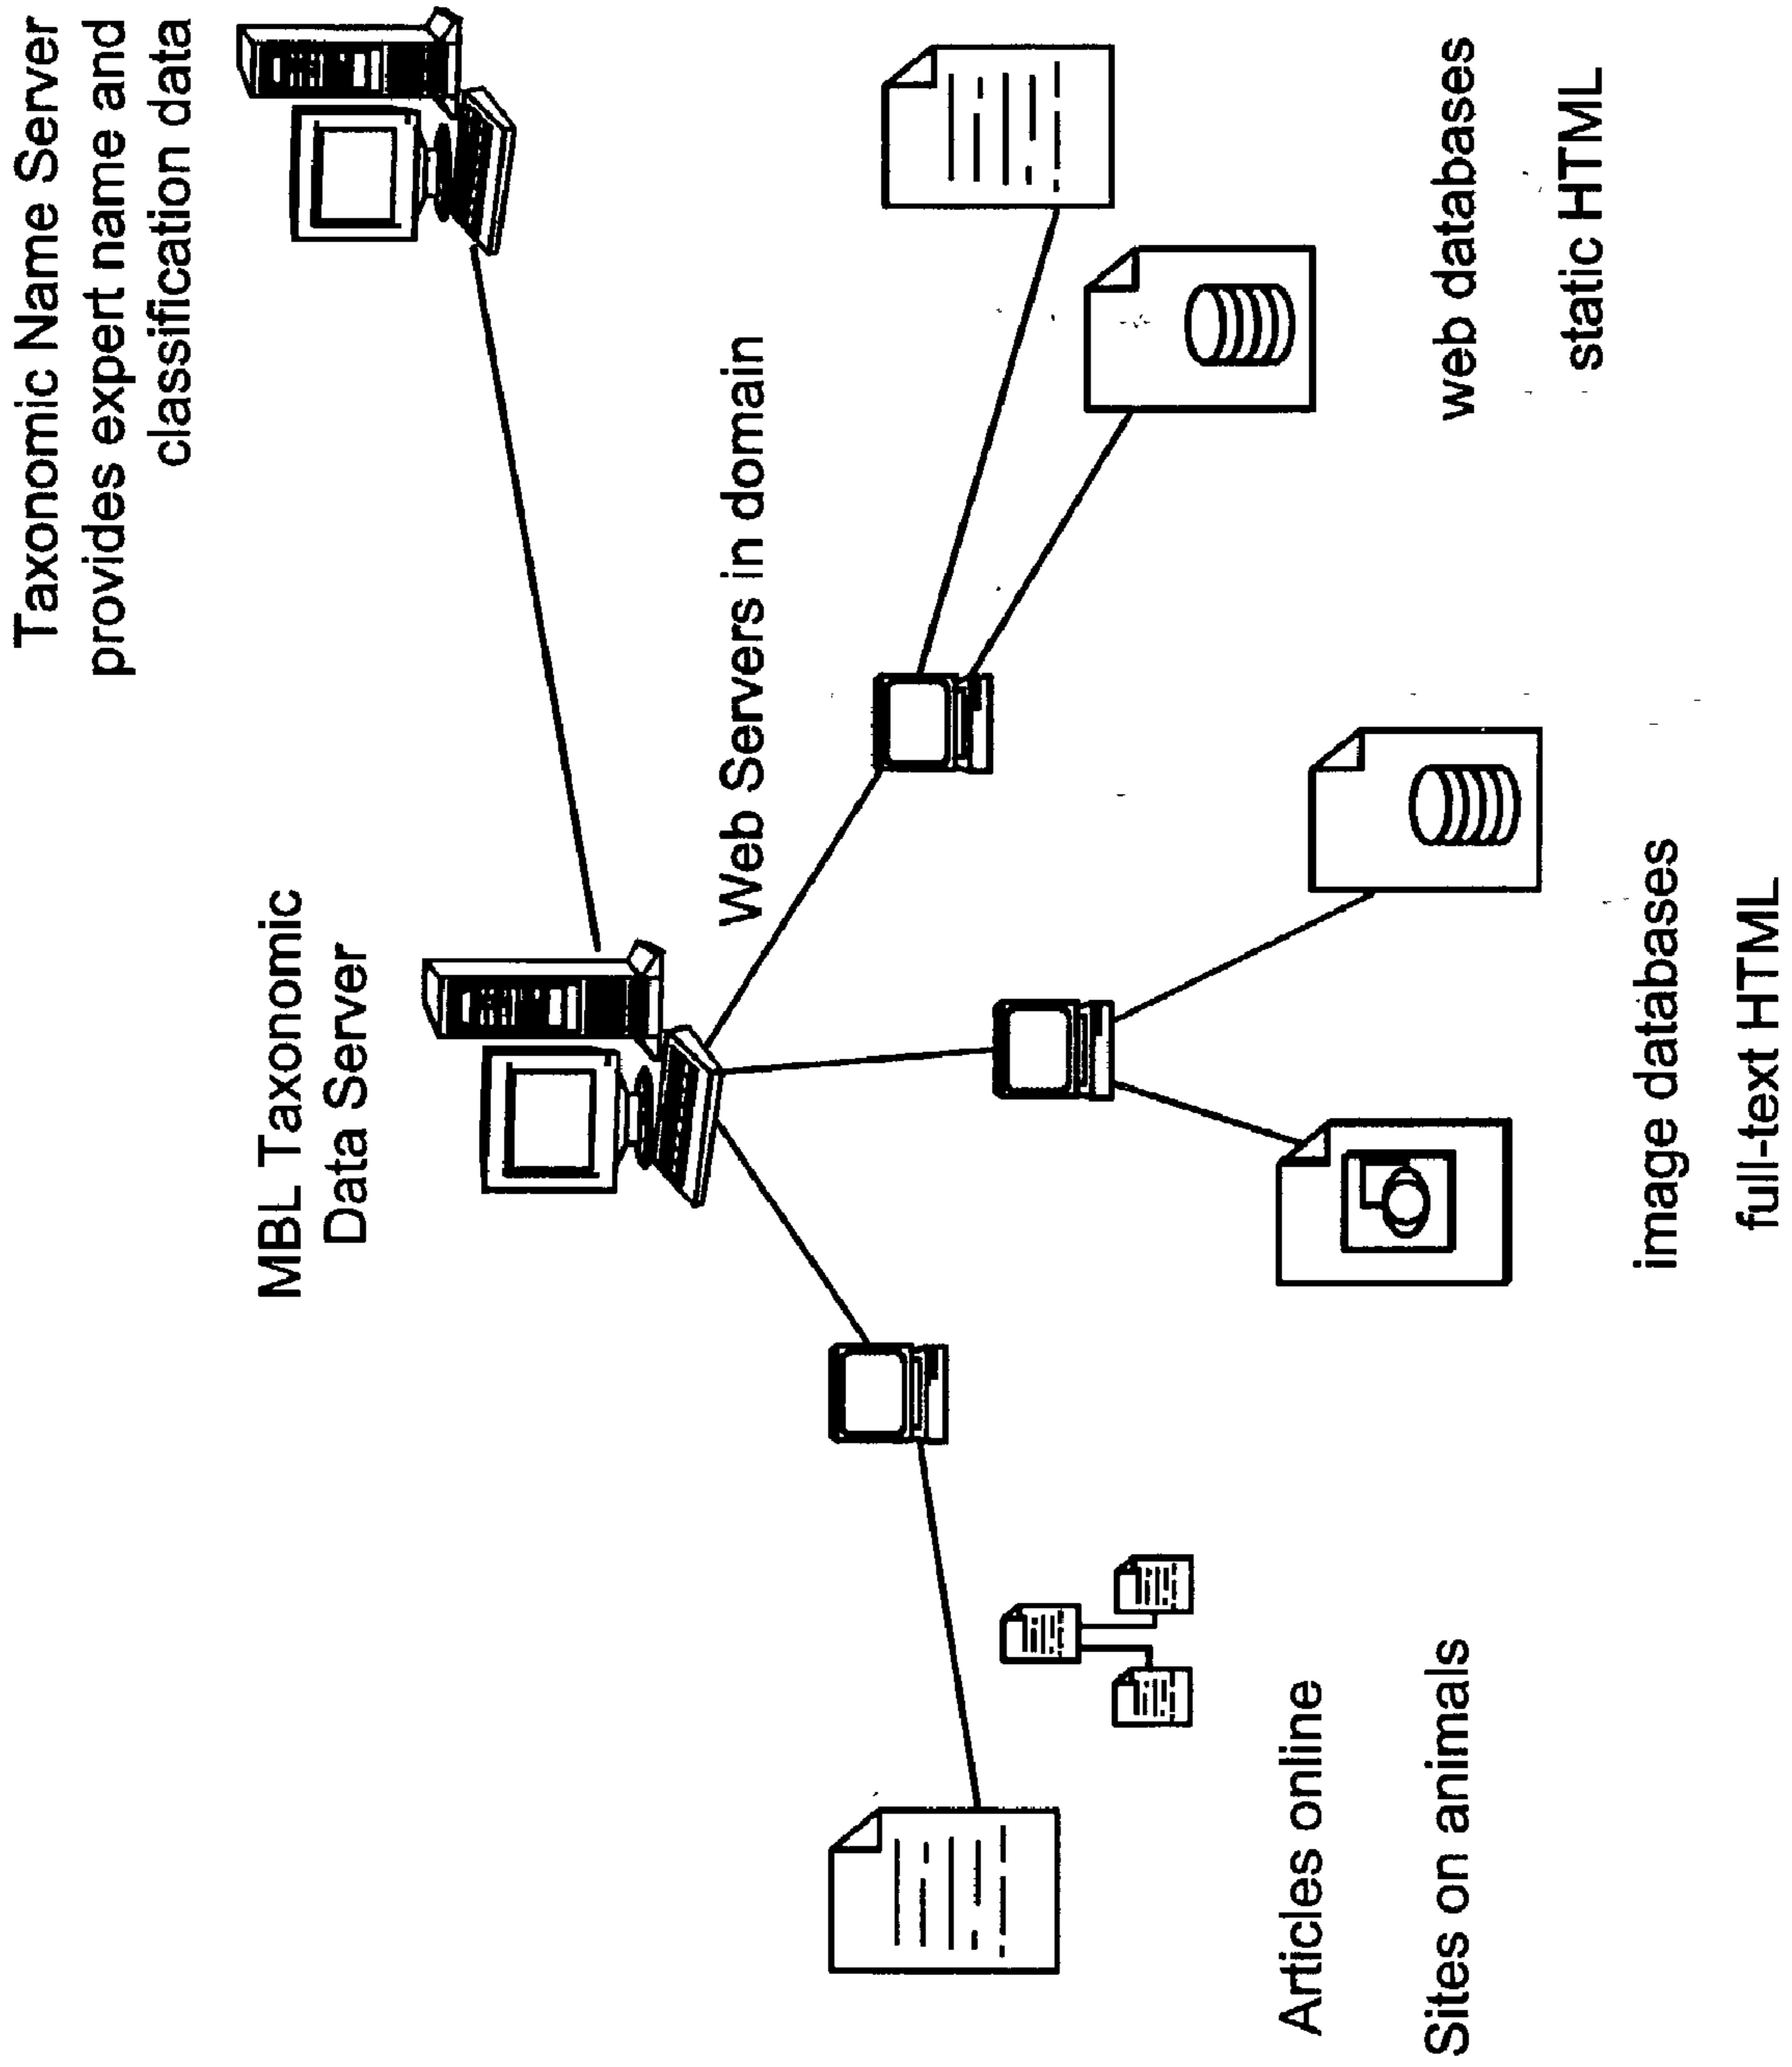 Taxonomic Name Server
provides expert name and
classification data
MBL Taxonomic
Data Server
Web Servers in domain
Articles online
Sites on animals
image databases
full-text HTML
web databases
static HTML